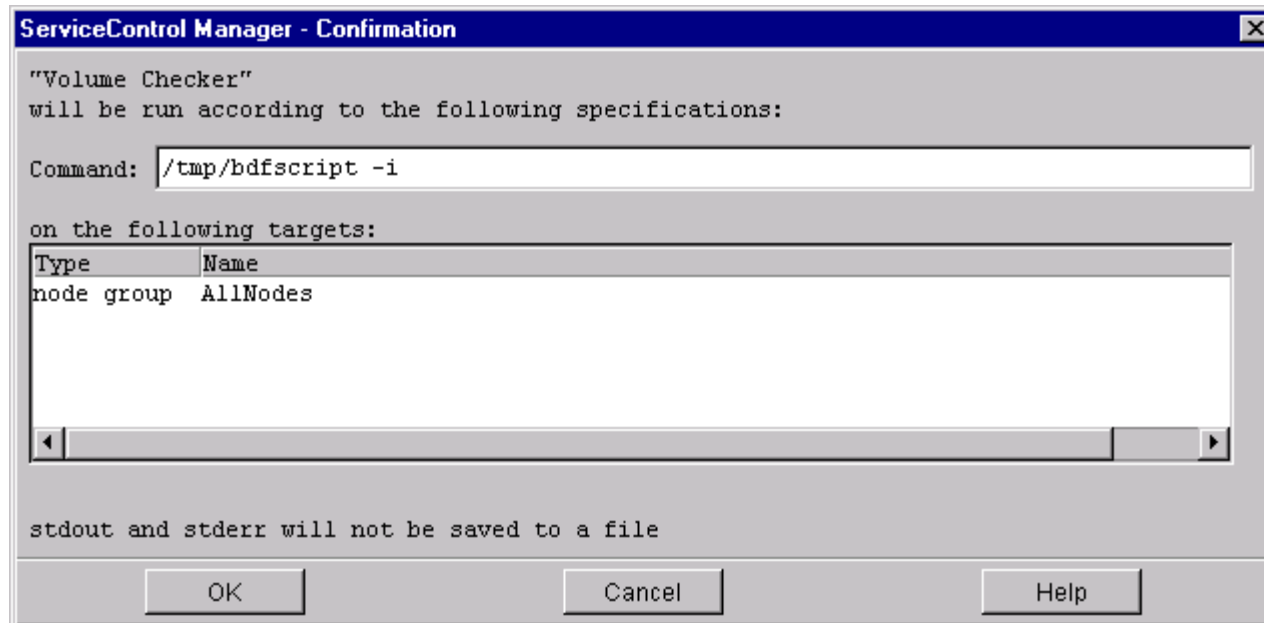 ServiceControl Manager - Confirmation
"Volume Checker"
will be run according to the following specifications:
Command: /tmp/bdfscript -i
on the following targets:
Type Name
node group AllNodes
stdout and stderr will not be saved to a file
OK Cancel Help